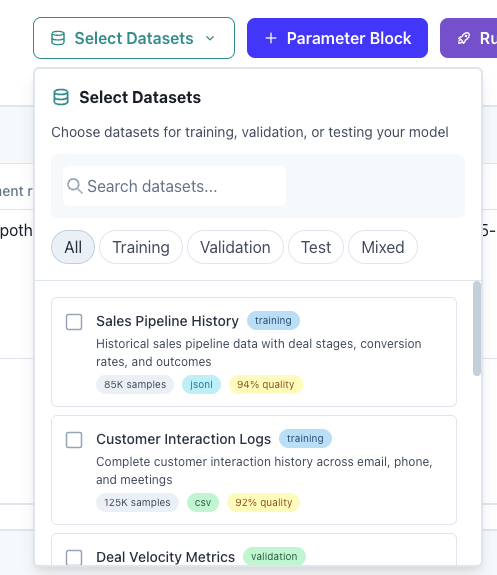 Select Datasets
Parameter Block
Ru
Select Datasets
Choose datasets for training, validation, or testing your model
Search datasets...
ent r
All
Training
Validation
Test
Mixed
poth
5-
Sales Pipeline History
training
Historical sales pipeline data with deal stages, conversion
rates, and outcomes
85K samples
jsonl
94% quality
Customer Interaction Logs
training
Complete customer interaction history across email, phone,
and meetings
125K samples
csv
92% quality
Deal Velocity Metrics
validation